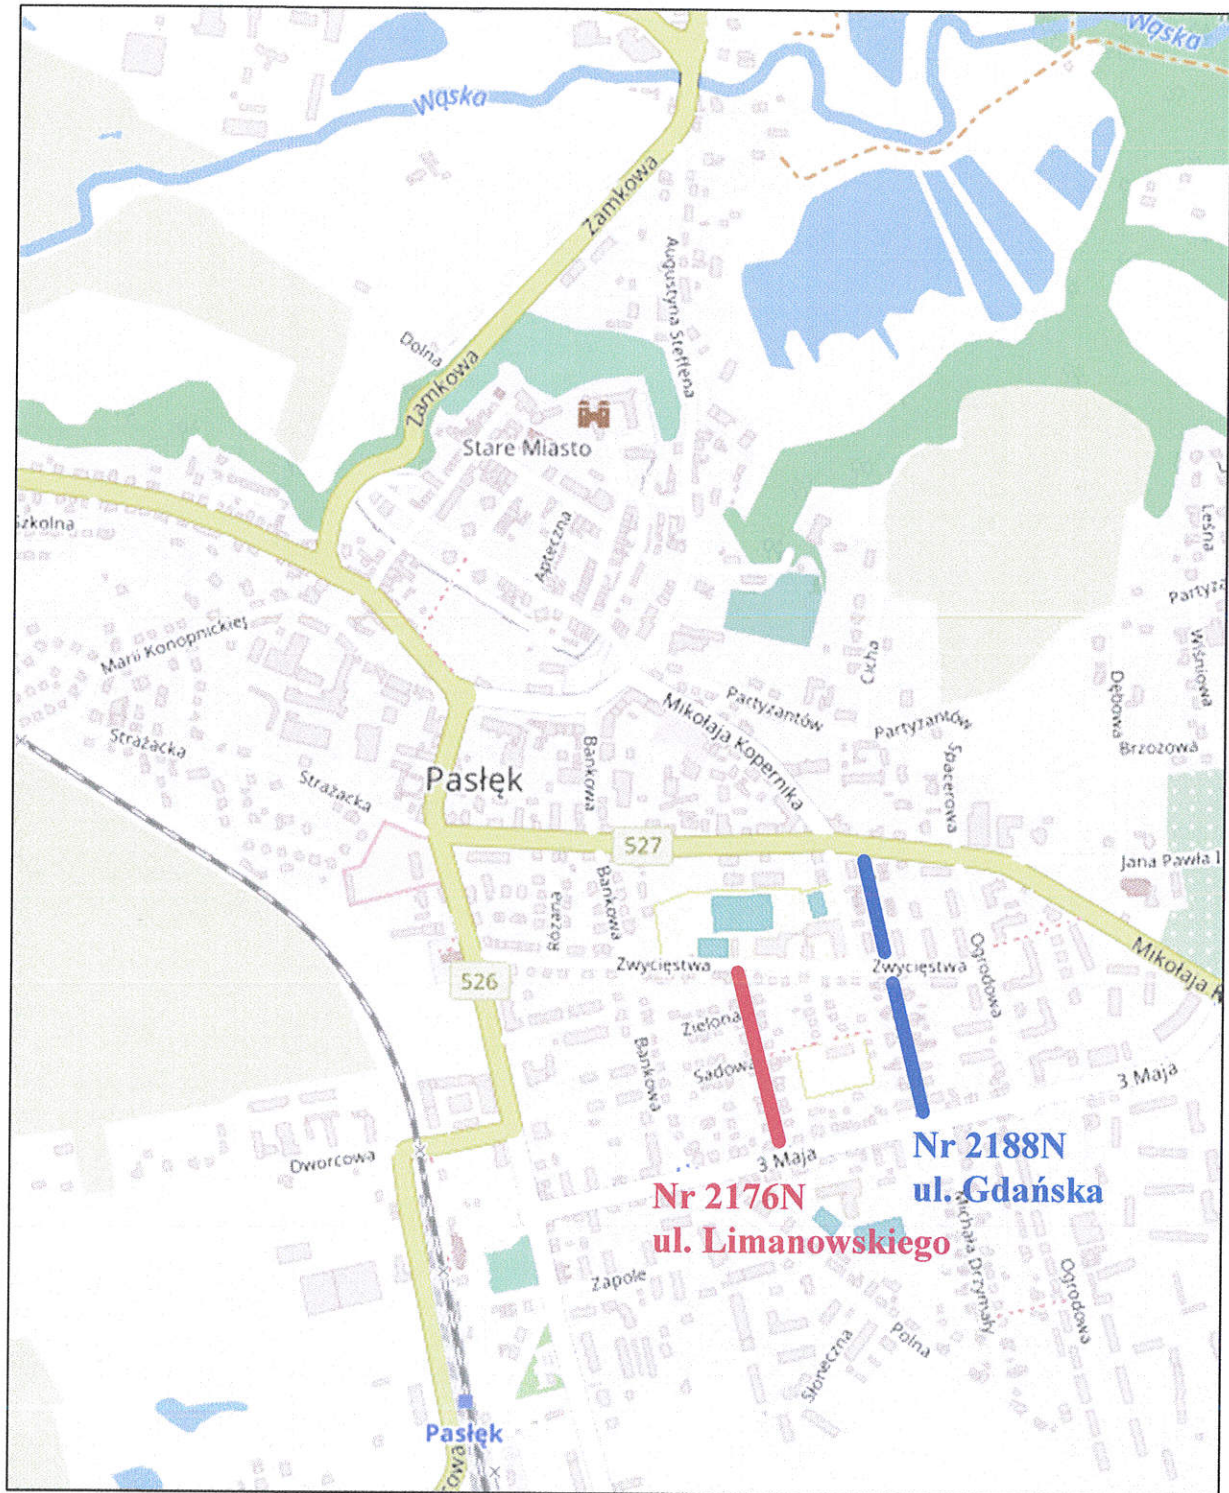 Wąska
Wąska
Zamkowa
Augustyna Steffena
Dolna
Zamkowa
Stare Miasto
Szkolna
Apteczna
Leśna
Marii Konopnickiej
Cicha
Wiśniowa
Dębowa
Partyzantów
Mikołaja Kopernika
Partyzantów
Strażacka
Bankowa
Spacerowa
Brzozowa
Pasłęk
Strażacka
527
Jana Pawła I
Różana
Bankowa
Ogrodowa
Zwycięstwa
Zwycięstwa
Mikołaja
526
Zielona
Bankowa
Sadowa
3 Maja
Dworcowa
3 Maja
Nr 2188N
ul. Gdańska
Nr 2176N
ul. Limanowskiego
Michała Drzymały
Zapole
Ogrodowa
Polna
Słoneczna
Pasłęk